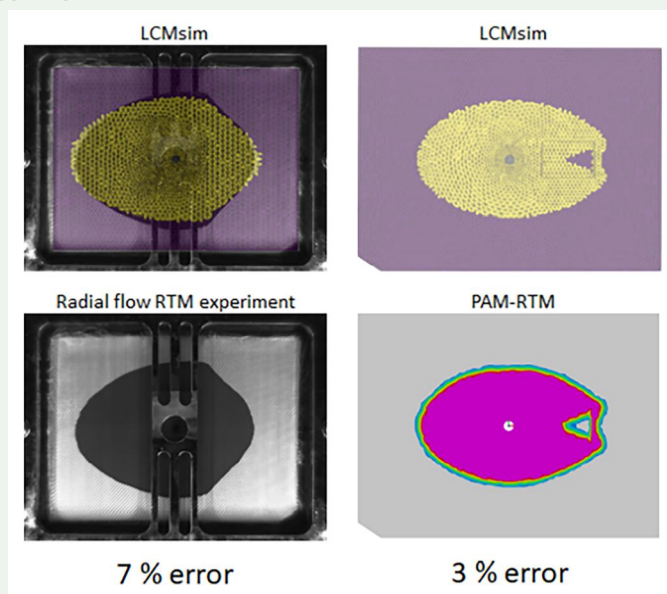 LCMsim
LCMsim
Radial flow RTM experiment
PAM-RTM
7 % error
3 % error